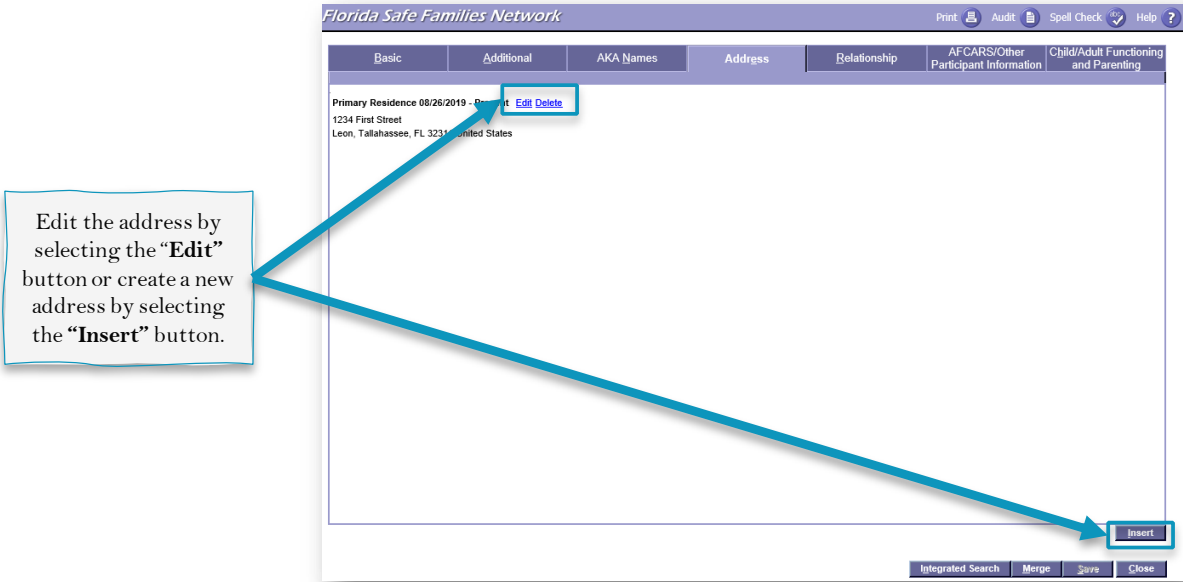 Florida Safe Families Network
Print Audit Spell Check Help
Basic Additional AKA Names Address Relationship AFCARS/Other Participant Information Child/Adult Functioning and Parenting
Primary Residence 08/26/2019 - Edit Delete
1234 First Street
Leon, Tallahassee, FL United States
Edit the address by
selecting the “Edit”
button or create a new
address by selecting
the “Insert” button.
Insert
Integrated Search Merge Save Close